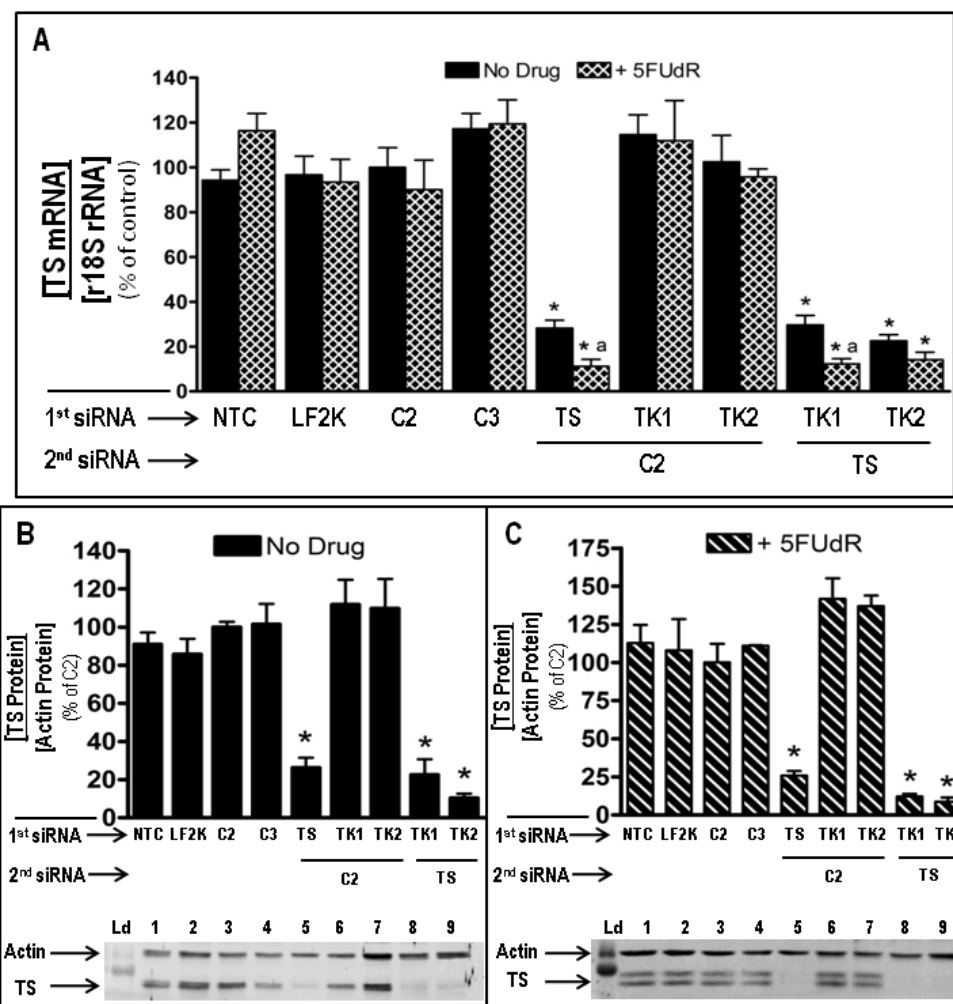 A
No Drug + 5FUdR
[TS mRNA]
[r18S rRNA]
(% of control)
140
120
100
80
60
40
20
0
* * a * * a * *
1st siRNA NTC LF2K C2 C3 TS TK1 TK2 TK1 TK2
2nd siRNA C2 TS
B
No Drug
[TS Protein]
[Actin Protein]
(% of C2)
140
120
100
80
60
40
20
0
* * *
1st siRNA NTC LF2K C2 C3 TS TK1 TK2 TK1 TK2
2nd siRNA C2 TS
Ld 1 2 3 4 5 6 7 8 9
Actin
TS
C
+ 5FUdR
[TS Protein]
[Actin Protein]
(% of C2)
175
150
125
100
75
50
25
0
* * *
1st siRNA NTC LF2K C2 C3 TS TK1 TK2 TK1 TK
2nd siRNA C2 TS
Ld 1 2 3 4 5 6 7 8 9
Actin
TS